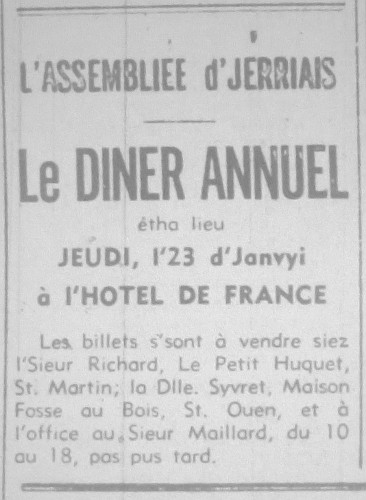 L'ASSEMBLIÉE d'JÈRRIAIS
Le DINER ANNUEL
étha lieu
JEUDI, l'23 d'Janvyi
à l'HOTEL DE FRANCE
Les billets s'sont à vendre siez
l'Sieur Richard, Le Petit Huquet,
St. Martin; la Dlle. Syvret, Maison
Fosse au Bois, St. Ouen, et à
l'office au Sieur Maillard, du 10
au 18, pas pus tard.